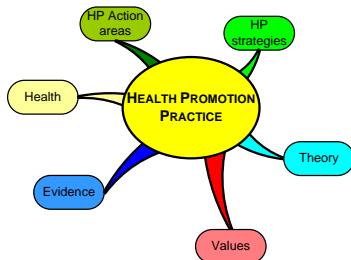 HP Action
areas
HP
strategies
Health
HEALTH PROMOTION
PRACTICE
Theory
Evidence
Values